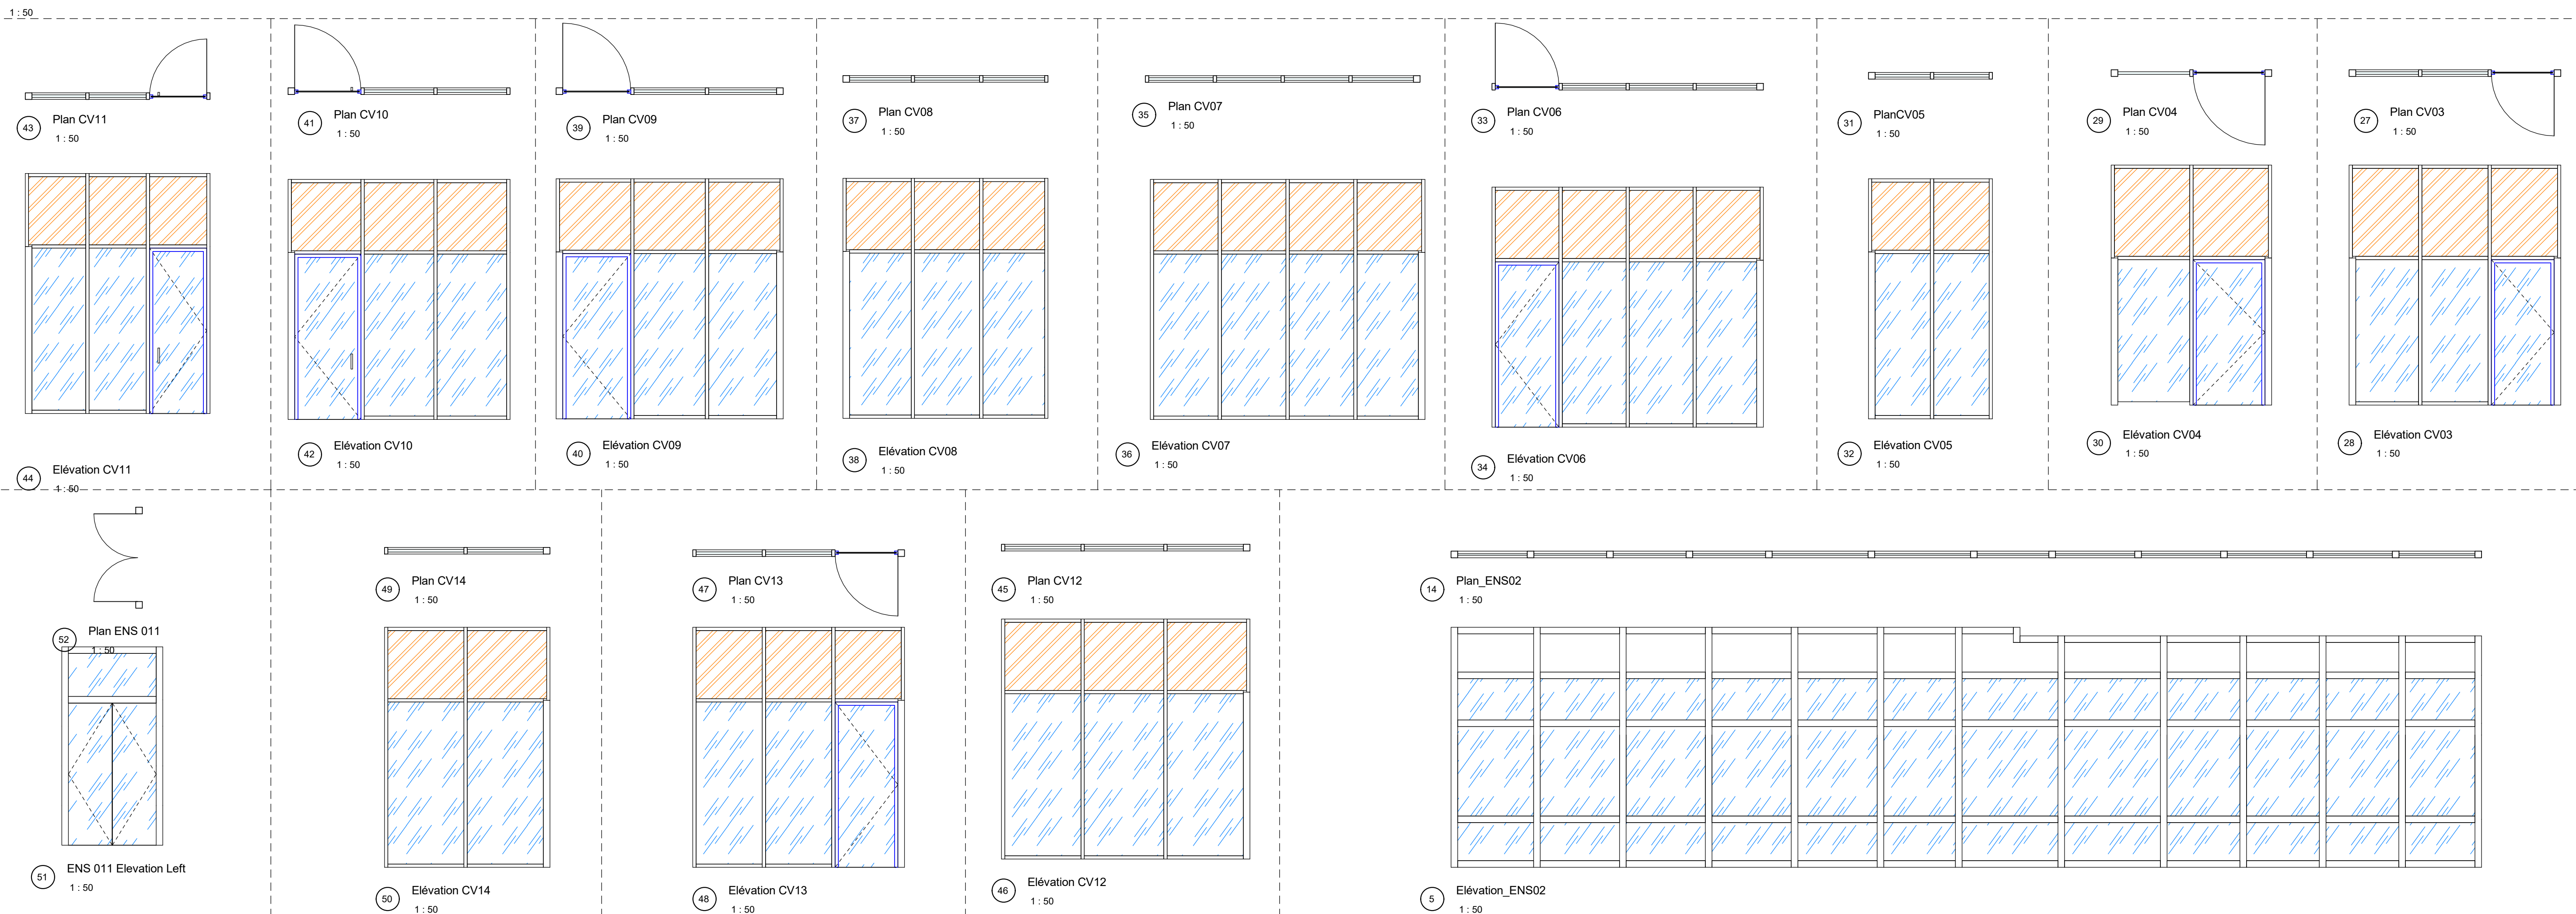 1 : 50
43 Plan CV11
1 : 50
41 Plan CV10
1 : 50
39 Plan CV09
1 : 50
37 Plan CV08
1 : 50
35 Plan CV07
1 : 50
33 Plan CV06
1 : 50
31 PlanCV05
1 : 50
29 Plan CV04
1 : 50
27 Plan CV03
1 : 50
44 Elévation CV11
1 : 50
42 Elévation CV10
1 : 50
40 Elévation CV09
1 : 50
38 Elévation CV08
1 : 50
36 Elévation CV07
1 : 50
34 Elévation CV06
1 : 50
32 Elévation CV05
1 : 50
30 Elévation CV04
1 : 50
28 Elévation CV03
1 : 50
52 Plan ENS 011
1 : 50
49 Plan CV14
1 : 50
47 Plan CV13
1 : 50
45 Plan CV12
1 : 50
14 Plan_ENS02
1 : 50
51 ENS 011 Elevation Left
1 : 50
50 Elévation CV14
1 : 50
48 Elévation CV13
1 : 50
46 Elévation CV12
1 : 50
5 Elévation_ENS02
1 : 50